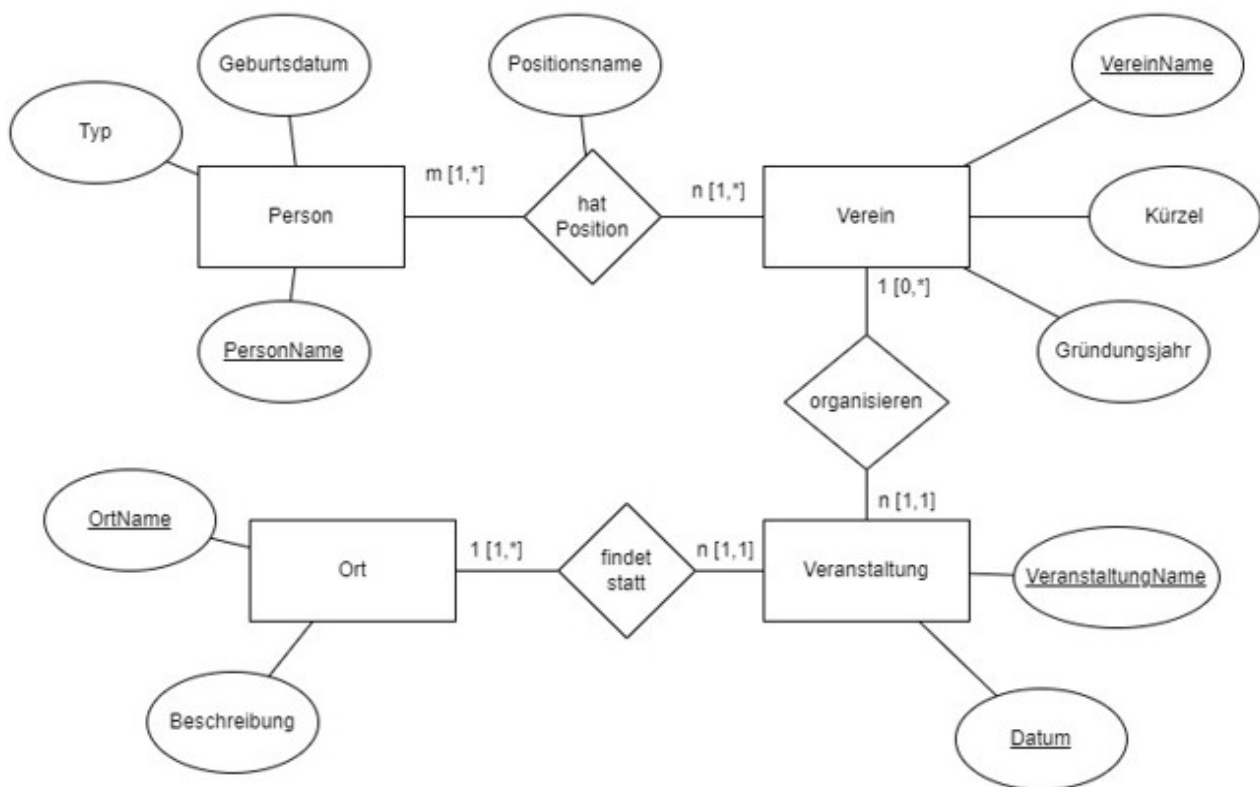 Geburtsdatum
Positionsname
VereinName
Typ
m [1,*]
n [1,*]
Person
hat
Position
Verein
Kürzel
1 [0,*]
PersonName
Gründungsjahr
organisieren
n [1,1]
OrtName
1 [1,*]
n [1,1]
Ort
findet
statt
Veranstaltung
VeranstaltungName
Beschreibung
Datum